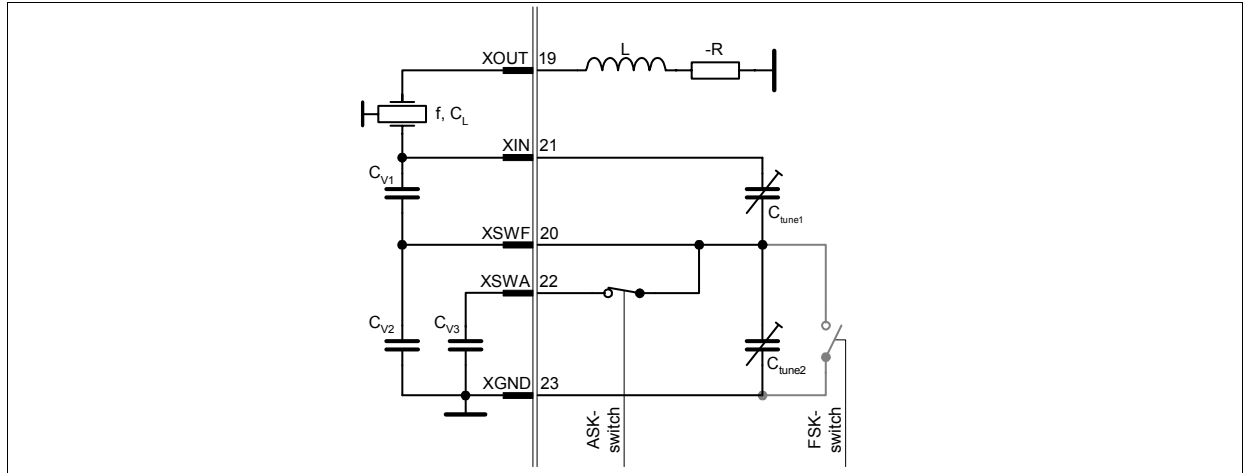 XOUT 19 L -R
f, CL
XIN 21
CV1
Ctune1
XSWF 20
XSWA 22
CV2 CV3
Ctune2
XGND 23
ASK-
switch
FSK-
switch